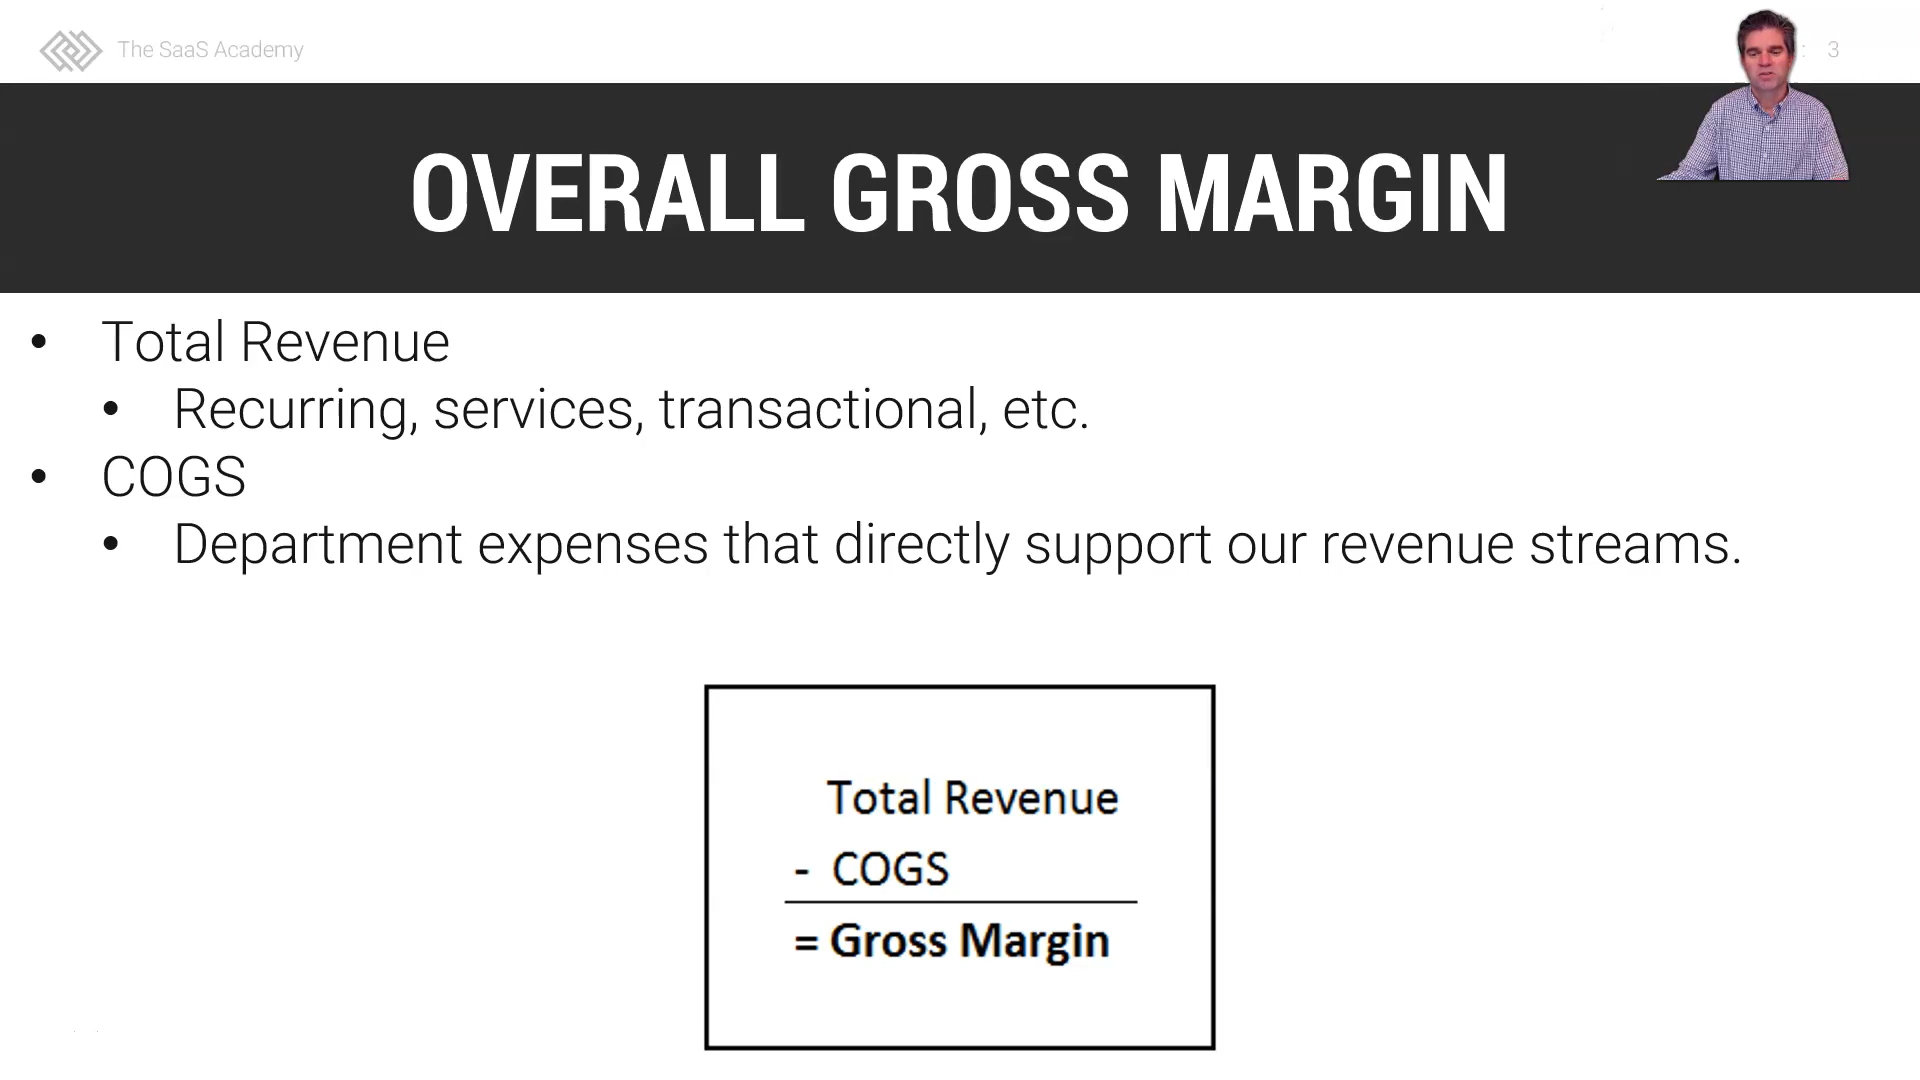 The SaaS Academy
3
OVERALL GROSS MARGIN
• Total Revenue
• Recurring, services, transactional, etc.
• COGS
• Department expenses that directly support our revenue streams.
Total Revenue
- COGS
= Gross Margin